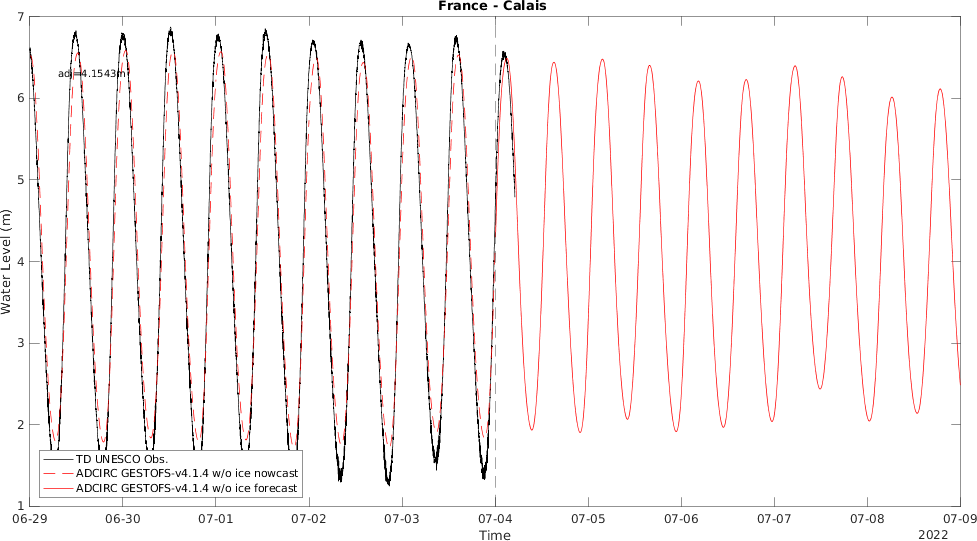 France - Calais
adj=4.1543m
Water Level (m)
7
6
5
4
3
2
1
TD UNESCO Obs.
ADCIRC GESTOFS-v4.1.4 w/o ice nowcast
ADCIRC GESTOFS-v4.1.4 w/o ice forecast
06-29 06-30 07-01 07-02 07-03 07-04 07-05 07-06 07-07 07-08 07-09
Time
2022